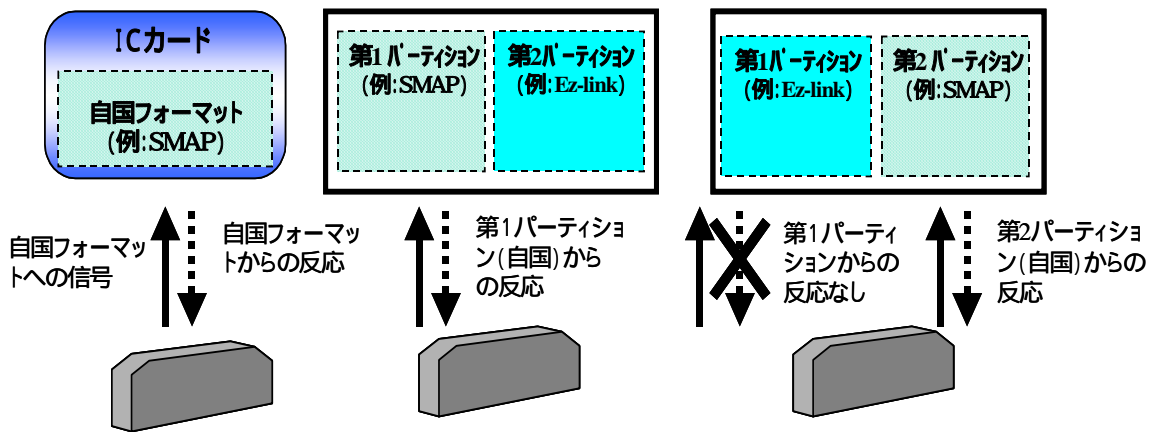 ICカード
自国フォーマット
(例:SMAP)
第1パーティション
(例:SMAP)
第2パーティション
(例:Ez-link)
第1パーティション
(例:Ez-link)
第2パーティション
(例:SMAP)
自国フォーマッ
トへの信号
自国フォーマッ
トからの反応
第1パーティショ
ン(自国)から
の反応
第1パーティ
ションからの
反応なし
第2パーティショ
ン(自国)からの
反応